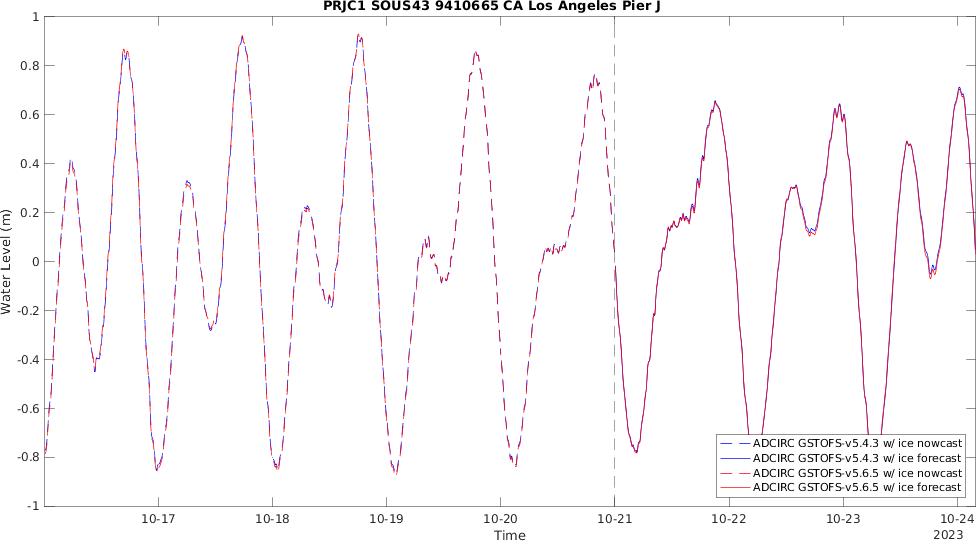 PRJC1 SOUS43 9410665 CA Los Angeles Pier J
1
0.8
0.6
0.4
0.2
0
-0.2
-0.4
-0.6
-0.8
-1
Water Level (m)
ADCIRC GSTOFS-v5.4.3 w/ ice nowcast
ADCIRC GSTOFS-v5.4.3 w/ ice forecast
ADCIRC GSTOFS-v5.6.5 w/ ice nowcast
ADCIRC GSTOFS-v5.6.5 w/ ice forecast
10-17 10-18 10-19 10-20 10-21 10-22 10-23 10-24
Time 2023